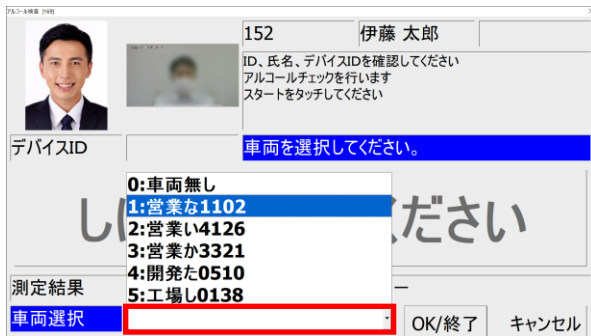 アルコール検査 [169]
152
伊藤 太郎
ID、氏名、デバイスIDを確認してください
アルコールチェックを行います
スタートをタッチしてください
デバイスID
車両を選択してください。
し
ださい
0:車両無し
1:営業な1102
2:営業い4126
3:営業か3321
4:開発た0510
5:工場し0138
測定結果
ー
車両選択
OK/終了
キャンセル